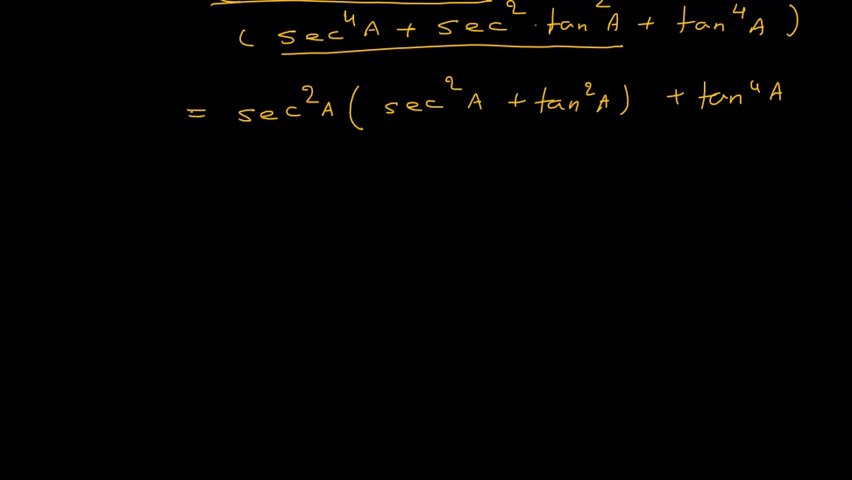 ( sec⁴A + sec² · tan²A + tan⁴A )
= sec²A ( sec²A + tan²A ) + tan⁴A